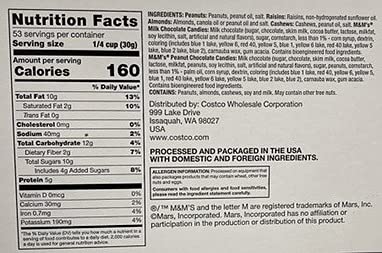 Nutrition Facts
53 servings per container
Serving size 1/4 cup (30g)
Amount per serving
Calories 160
% Daily Value*
Total Fat 10g 13%
Saturated Fat 2g 10%
Trans Fat 0g
Cholesterol 0mg 0%
Sodium 40mg 2%
Total Carbohydrate 12g 4%
Dietary Fiber 2g 7%
Total Sugars 10g
Includes 4g Added Sugars 8%
Protein 5g
Vitamin D 0mcg 0%
Calcium 30mg 2%
Iron 0.7mg 4%
Potassium 190mg 4%
*The % Daily Value (DV) tells you how much a nutrient in a
serving of food contributes to a daily diet. 2,000 calories
a day is used for general nutrition advice.
INGREDIENTS: Peanuts: Peanuts, peanut oil, salt. Raisins: Raisins, non-hydrogenated sunflower oil.
Almonds: Almonds, canola oil or peanut oil and salt. Cashews: Cashews, peanut oil, salt. M&M's®
Milk Chocolate Candies: Milk chocolate (sugar, chocolate, skim milk, cocoa butter, lactose, milkfat,
soy lecithin, salt, artificial and natural flavors), sugar, cornstarch, less than 1% - corn syrup, dextrin,
coloring (includes blue 1 lake, yellow 6, red 40, yellow 5, blue 1, yellow 6 lake, red 40 lake, yellow 5
lake, blue 2 lake, blue 2), carnauba wax, gum acacia. Contains bioengineered food ingredients.
M&M's® Peanut Chocolate Candies: Milk chocolate (sugar, chocolate, skim milk, cocoa butter,
lactose, milkfat, peanuts, soy lecithin, salt, artificial and natural flavors), sugar, peanuts, cornstarch,
less than 1% - palm oil, corn syrup, dextrin, coloring (includes blue 1 lake, red 40, yellow 6, yellow 5,
blue 1, red 40 lake, yellow 6 lake, yellow 5 lake, blue 2 lake, blue 2), carnauba wax, gum acacia.
Contains bioengineered food ingredients.
CONTAINS: Peanuts, almonds, cashews, soy and milk. May contain other tree nuts.
Distributed by: Costco Wholesale Corporation
999 Lake Drive
Issaquah, WA 98027
USA
www.costco.com
PROCESSED AND PACKAGED IN THE USA
WITH DOMESTIC AND FOREIGN INGREDIENTS.
ALLERGEN INFORMATION: Processed on equipment that
also packages products that may contain wheat, other tree
nuts and eggs.
Consumers with food allergies and food sensitivities,
please read the ingredient statement carefully.
®/™ M&M'S and the letter M are registered trademarks of Mars, Inc.
©Mars, Incorporated. Mars, Incorporated has no affiliation or
participation in the production or distribution of this product.